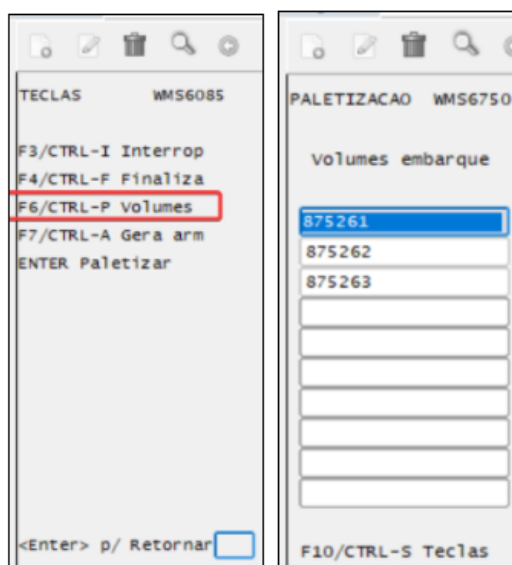 TECLAS WMS6085
F3/CTRL-I Interrop
F4/CTRL-F Finaliza
F6/CTRL-P Volumes
F7/CTRL-A Gera arm
ENTER Paletizar
<Enter> p/ Retornar
PALETIZACAO WMS6750
Volumes embarque
875261
875262
875263
F10/CTRL-S Teclas